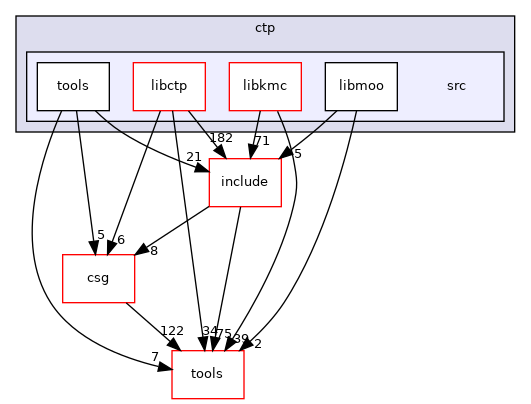 ctp
tools
libctp
libkmc
libmoo
src
182
71
21
5
include
5
6
8
csg
122
34
75
39
2
7
tools